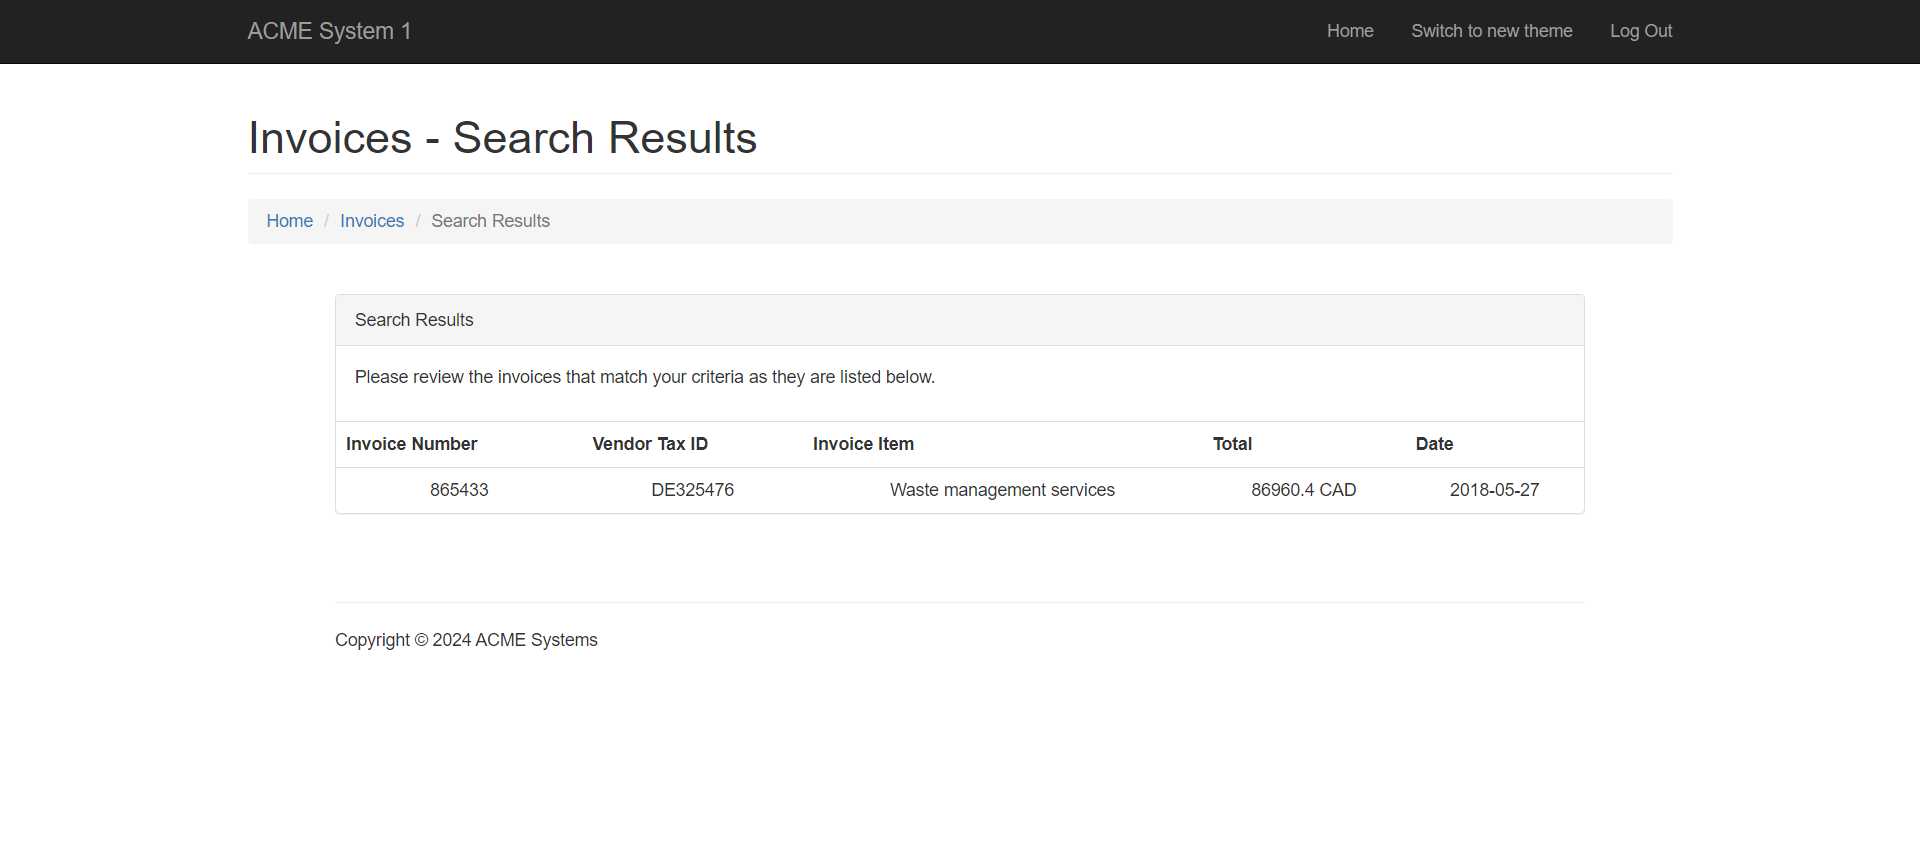 ACME System 1 Home Switch to new theme Log Out
Invoices - Search Results
Home / Invoices / Search Results
Search Results
Please review the invoices that match your criteria as they are listed below.
Invoice Number Vendor Tax ID Invoice Item Total Date
865433 DE325476 Waste management services 86960.4 CAD 2018-05-27
Copyright © 2024 ACME Systems